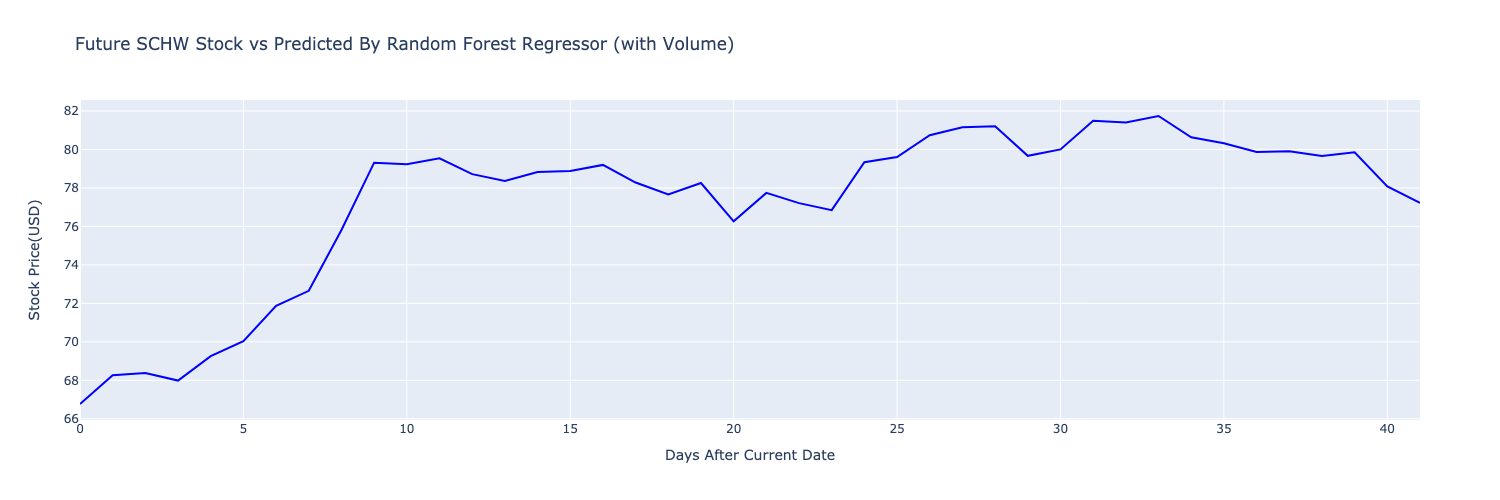 Future SCHW Stock vs Predicted By Random Forest Regressor (with Volume)
Stock Price(USD)
82
80
78
76
74
72
70
68
66
0 5 10 15 20 25 30 35 40
Days After Current Date